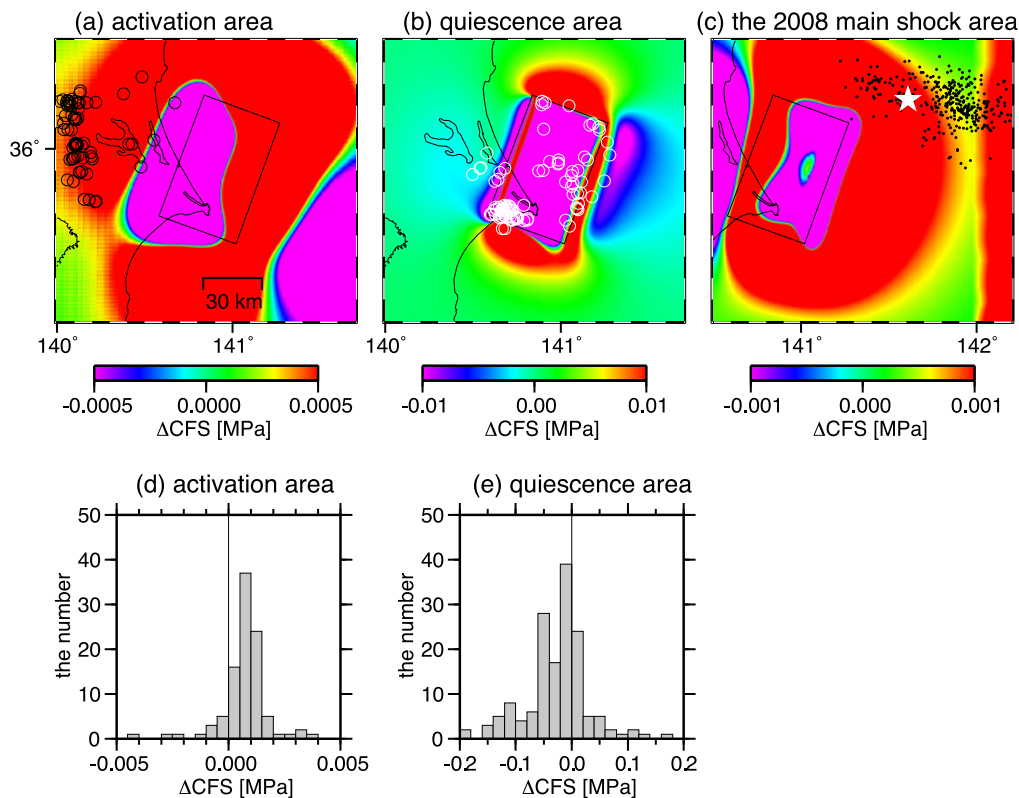 (a) activation area
(b) quiescence area
(c) the 2008 main shock area
36˚
30 km
140˚ 141˚
140˚ 141˚
141˚ 142˚
-0.0005 0.0000 0.0005
-0.01 0.00 0.01
-0.001 0.000 0.001
ΔCFS [MPa]
ΔCFS [MPa]
ΔCFS [MPa]
(d) activation area
(e) quiescence area
50
40
30
20
10
0
the number
-0.005 0.000 0.005
ΔCFS [MPa]
50
40
30
20
10
0
the number
-0.2 -0.1 0.0 0.1 0.2
ΔCFS [MPa]